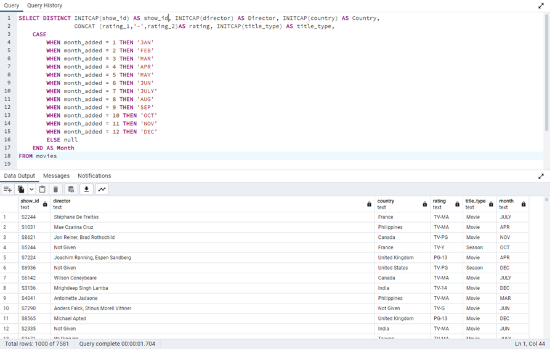 Query Query History
1 SELECT DISTINCT INITCAP(show_id) AS show_id, INITCAP(director) AS Director, INITCAP(country) AS Country,
2 CONCAT (rating_1,'-',rating_2)AS rating, INITCAP(title_type) AS title_type,
3 CASE
4 WHEN month_added = 1 THEN 'JAN'
5 WHEN month_added = 2 THEN 'FEB'
6 WHEN month_added = 3 THEN 'MAR'
7 WHEN month_added = 4 THEN 'APR'
8 WHEN month_added = 5 THEN 'MAY'
9 WHEN month_added = 6 THEN 'JUN'
10 WHEN month_added = 7 THEN 'JULY'
11 WHEN month_added = 8 THEN 'AUG'
12 WHEN month_added = 9 THEN 'SEP'
13 WHEN month_added = 10 THEN 'OCT'
14 WHEN month_added = 11 THEN 'NOV'
15 WHEN month_added = 12 THEN 'DEC'
16 ELSE null
17 END AS Month
18 FROM movies
19
Data Output Messages Notifications
show_id director country rating title_type month
text text text text text text
1 S2244 Stephane De Freitas France TV-MA Movie JULY
2 S1031 Mae Czarina Cruz Philippines TV-MA Movie APR
3 S8621 Jon Reiner, Brad Rothschild Canada TV-PG Movie NOV
4 S5244 Not Given France TV-Y Season OCT
5 S7224 Joachim Rønning, Espen Sandberg United Kingdom PG-13 Movie APR
6 S6936 Not Given United States TV-PG Season DEC
7 S6142 Wilson Coneybeare Canada TV-MA Movie JULY
8 S3136 Mrighdeep Singh Lamba India TV-14 Movie DEC
9 S4041 Antoinette Jadaone Philippines TV-MA Movie MAR
10 S7290 Anders Falck, Stinus Morell Vithner Not Given TV-G Movie JUN
11 S8565 Michael Apted United Kingdom PG-13 Movie DEC
12 S2335 Not Given India TV-MA Movie JUN
Total rows: 1000 of 7581 Query complete 00:00:01.704 Ln 1, Col 44